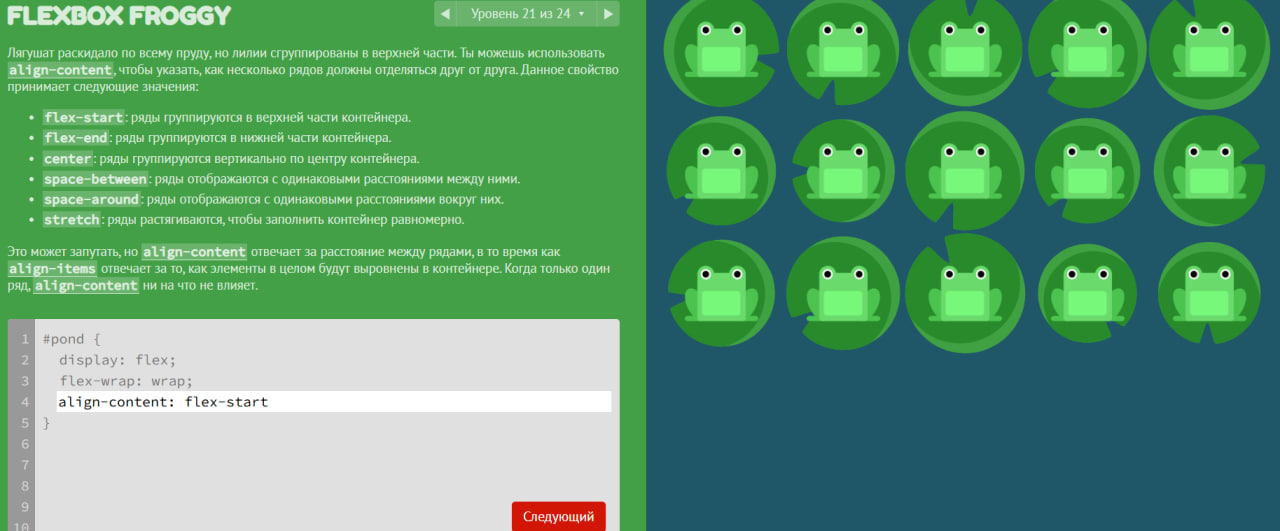 FLEXBOX FROGGY
Уровень 21 из 24
Лягушат раскидало по всему пруду, но лилии сгруппированы в верхней части. Ты можешь использовать
align-content, чтобы указать, как несколько рядов должны отделяться друг от друга. Данное свойство
принимает следующие значения:
• flex-start: ряды группируются в верхней части контейнера.
• flex-end: ряды группируются в нижней части контейнера.
• center: ряды группируются вертикально по центру контейнера.
• space-between: ряды отображаются с одинаковыми расстояниями между ними.
• space-around: ряды отображаются с одинаковыми расстояниями вокруг них.
• stretch: ряды растягиваются, чтобы заполнить контейнер равномерно.
Это может запутать, но align-content отвечает за расстояние между рядами, в то время как
align-items отвечает за то, как элементы в целом будут выровнены в контейнере. Когда только один
ряд, align-content ни на что не влияет.
1 #pond {
2 display: flex;
3 flex-wrap: wrap;
4 align-content: flex-start
5 }
6
7
8
9
10
Следующий